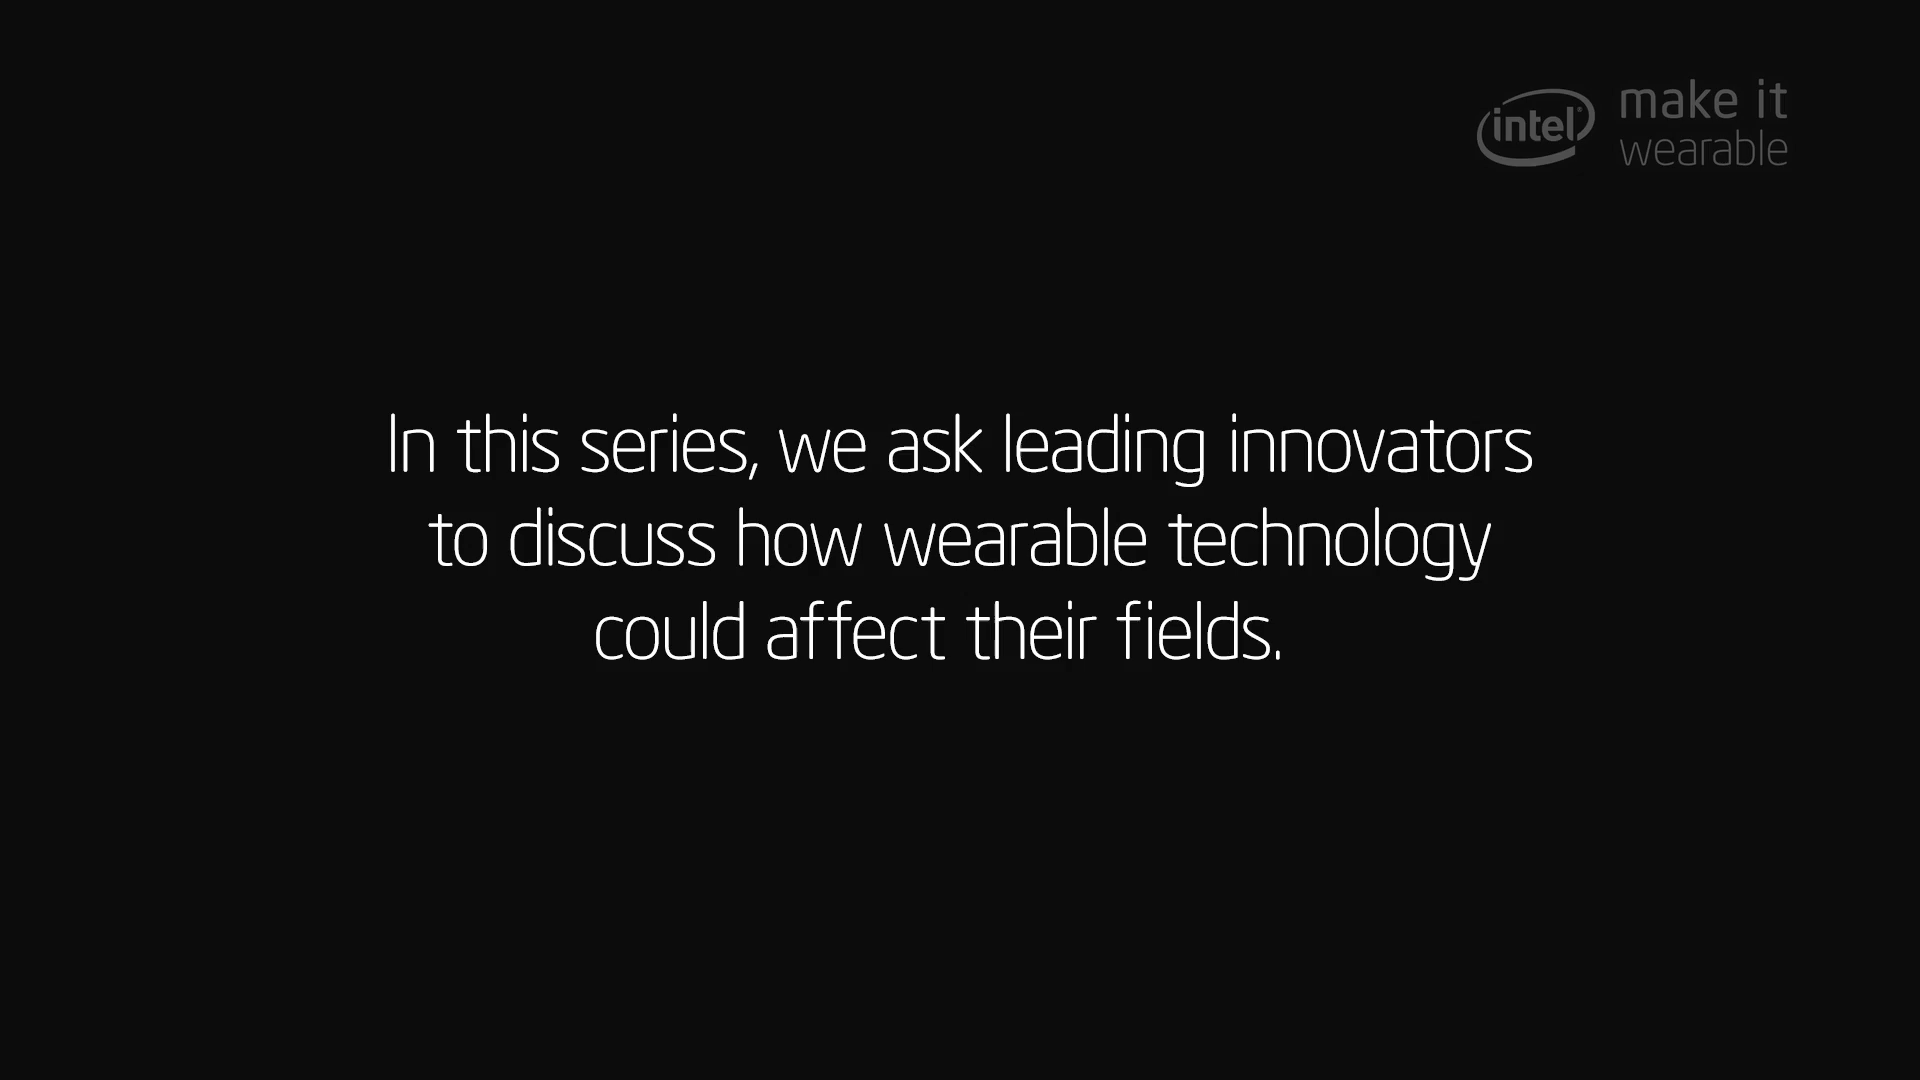 intel® make it
wearable
In this series, we ask leading innovators
to discuss how wearable technology
could affect their fields.